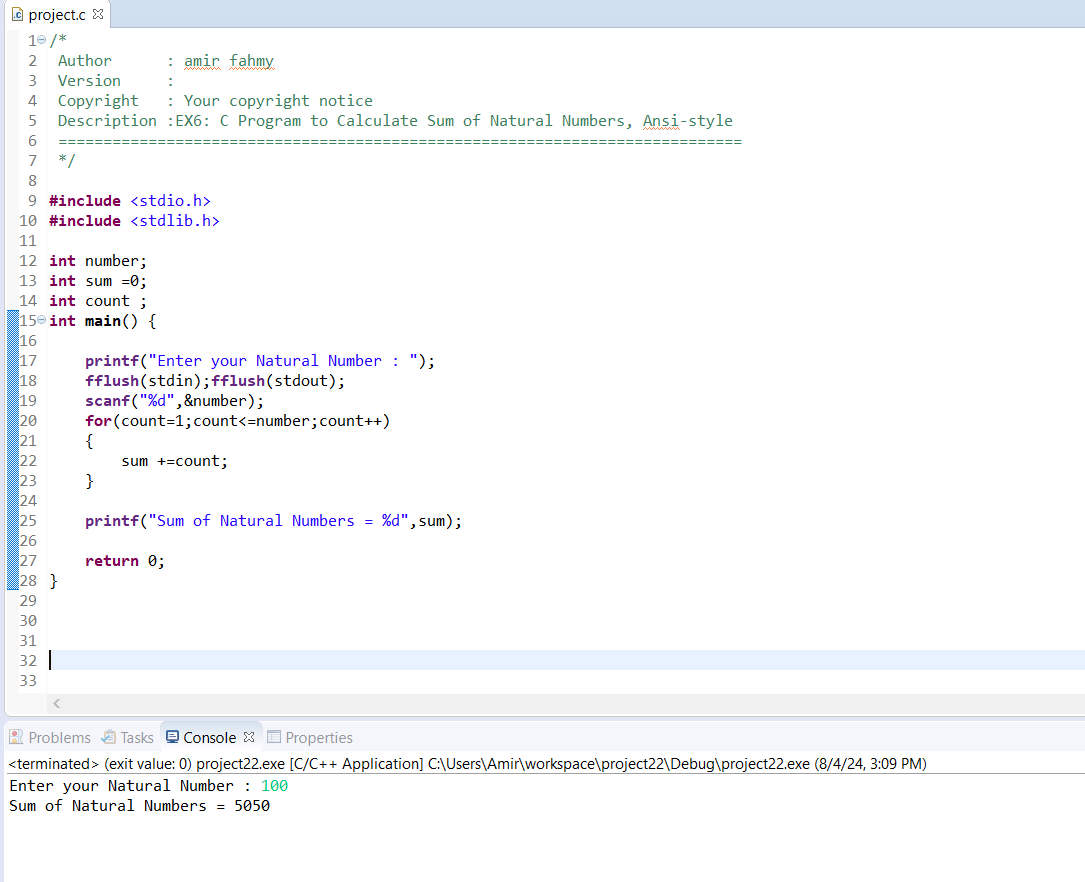 project.c
1 /*
2  Author      : amir fahmy
3  Version     :
4  Copyright   : Your copyright notice
5  Description :EX6: C Program to Calculate Sum of Natural Numbers, Ansi-style
6  ============================================================================
7  */
8
9 #include <stdio.h>
10 #include <stdlib.h>
11
12 int number;
13 int sum =0;
14 int count ;
15 int main() {
16
17     printf("Enter your Natural Number : ");
18     fflush(stdin);fflush(stdout);
19     scanf("%d",&number);
20     for(count=1;count<=number;count++)
21     {
22         sum +=count;
23     }
24
25     printf("Sum of Natural Numbers = %d",sum);
26
27     return 0;
28 }
29
30
31
32
33
Problems Tasks Console Properties
<terminated> (exit value: 0) project22.exe [C/C++ Application] C:\Users\Amir\workspace\project22\Debug\project22.exe (8/4/24, 3:09 PM)
Enter your Natural Number : 100
Sum of Natural Numbers = 5050